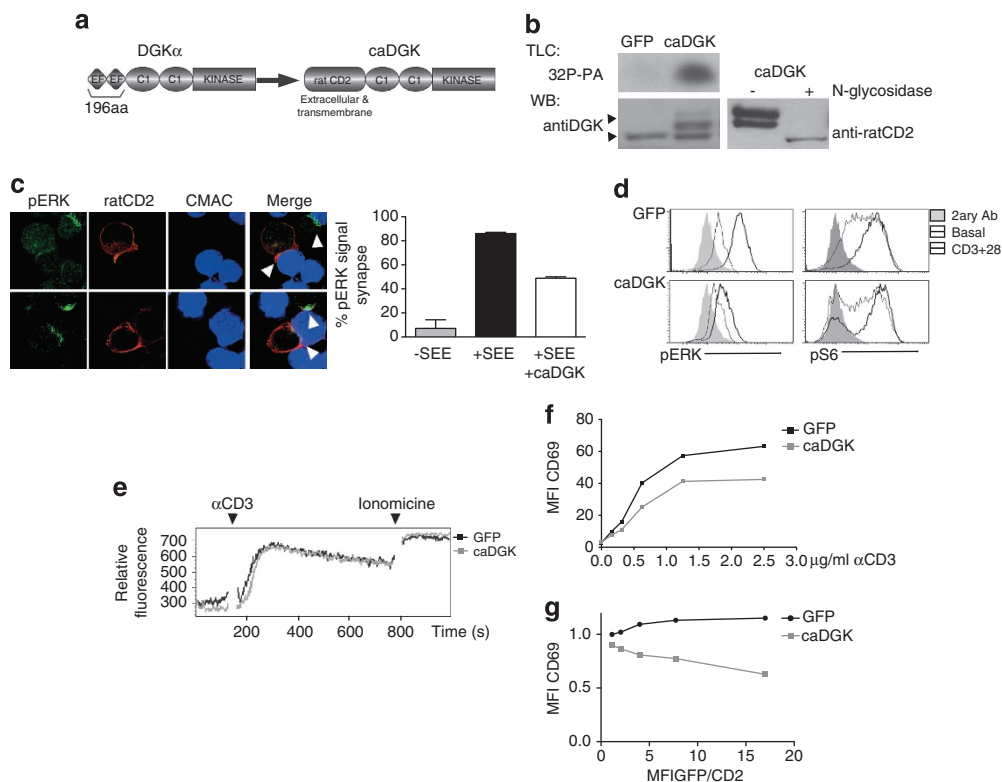 a
DGKα
caDGK
EF EF C1 C1 KINASE
rat CD2 C1 C1 KINASE
196aa
Extracellular &
transmembrane
b
GFP caDGK
TLC:
32P-PA
WB:
antiDGK
caDGK
- +
N-glycosidase
anti-ratCD2
c
pERK ratCD2 CMAC Merge
% pERK signal
synapse
100
80
60
40
20
0
-SEE +SEE +SEE
+caDGK
d
GFP
caDGK
2ary Ab
Basal
CD3+28
pERK
pS6
e
αCD3
Ionomicine
Relative
fluorescence
700
600
500
400
300
200 400 600 800
Time (s)
GFP
caDGK
f
MFI CD69
80
60
40
20
0
0.0 0.5 1.0 1.5 2.0 2.5 3.0 μg/ml αCD3
GFP
caDGK
g
MFI CD69
1.0
0.5
0.0
0 5 10 15 20
MFIGFP/CD2
GFP
caDGK